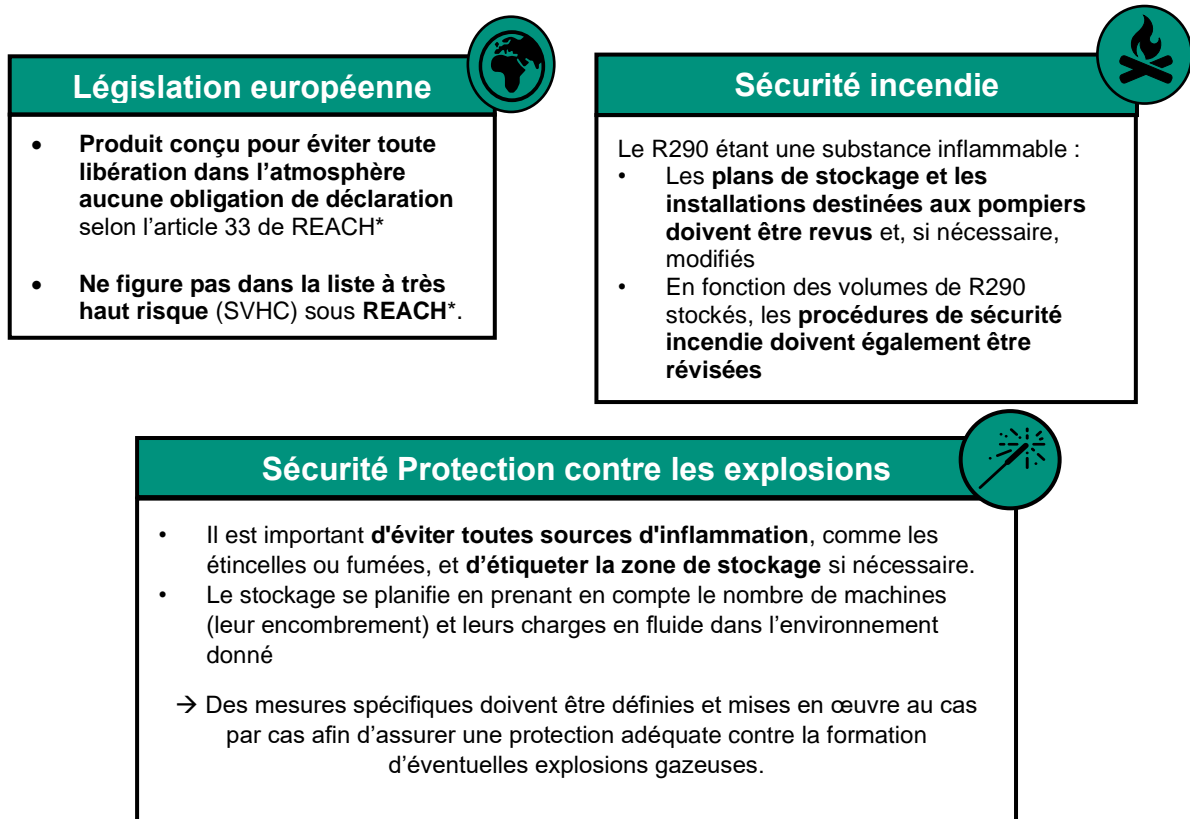 Législation européenne
• Produit conçu pour éviter toute
libération dans l’atmosphère
aucune obligation de déclaration
selon l’article 33 de REACH*
• Ne figure pas dans la liste à très
haut risque (SVHC) sous REACH*.
Sécurité incendie
Le R290 étant une substance inflammable :
• Les plans de stockage et les
installations destinées aux pompiers
doivent être revus et, si nécessaire,
modifiés
• En fonction des volumes de R290
stockés, les procédures de sécurité
incendie doivent également être
révisées
Sécurité Protection contre les explosions
• Il est important d'éviter toutes sources d'inflammation, comme les
étincelles ou fumées, et d’étiqueter la zone de stockage si nécessaire.
• Le stockage se planifie en prenant en compte le nombre de machines
(leur encombrement) et leurs charges en fluide dans l’environnement
donné
→ Des mesures spécifiques doivent être définies et mises en œuvre au cas
par cas afin d’assurer une protection adéquate contre la formation
d’éventuelles explosions gazeuses.